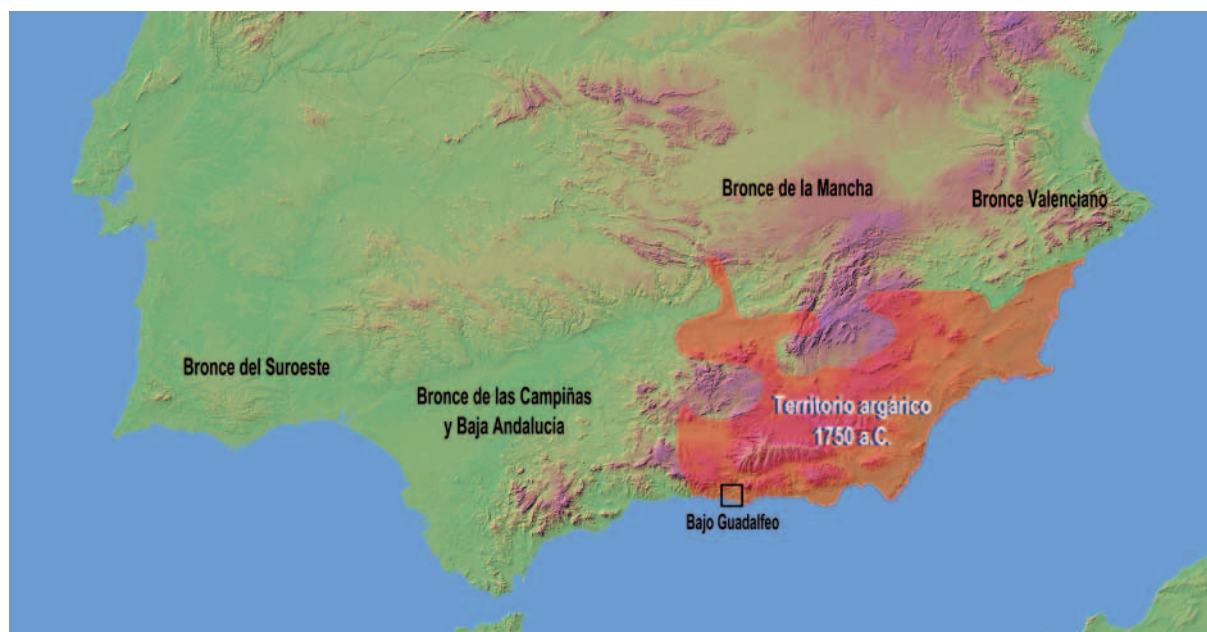 Bronce de la Mancha
Bronce Valenciano
Bronce del Suroeste
Bronce de las Campiñas
y Baja Andalucía
Territorio argárico
1750 a.C.
Bajo Guadalfeo